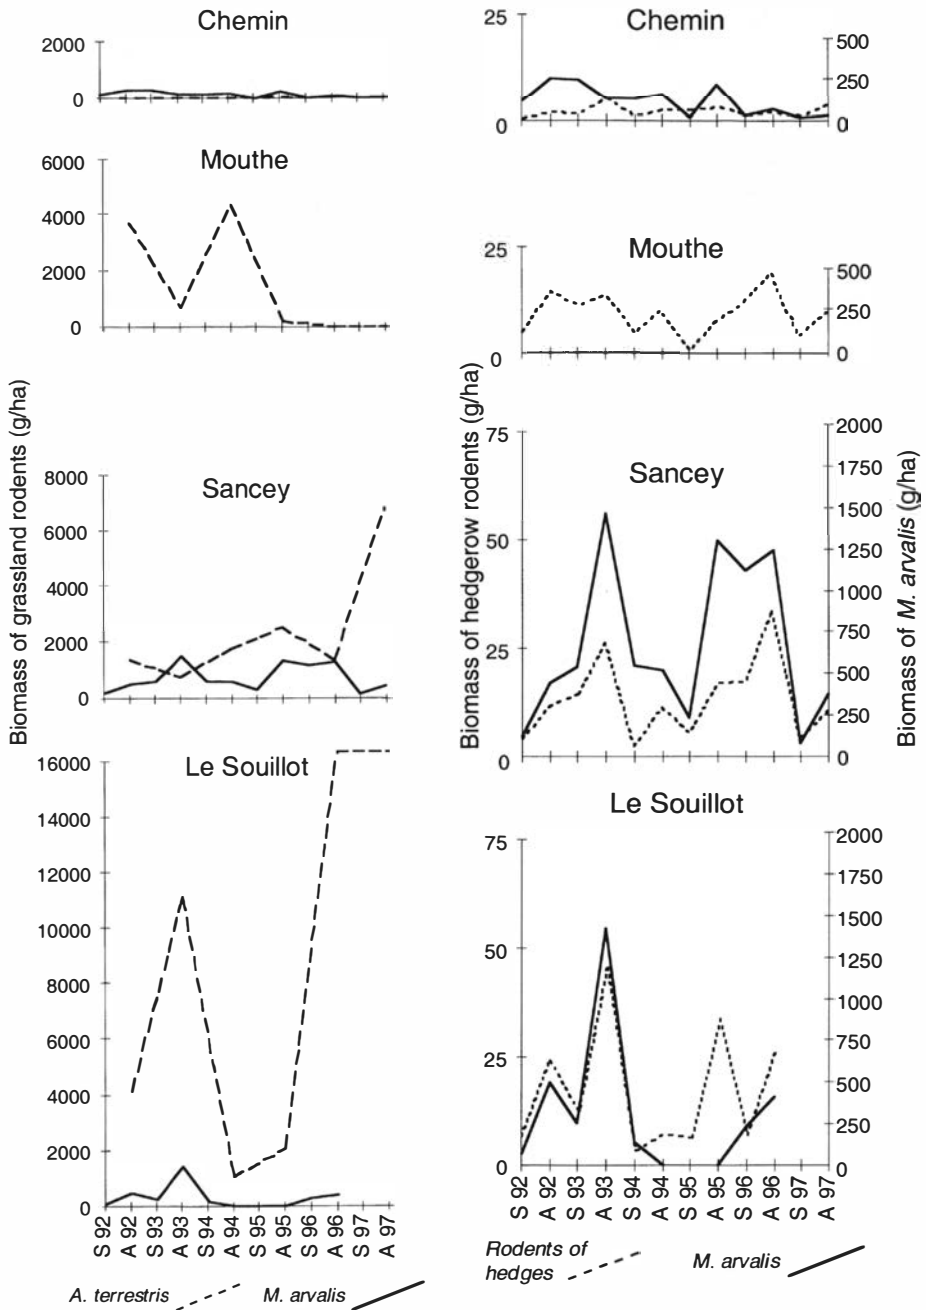 Chemin
2000
0
Mouthe
6000
4000
2000
0
Sancey
8000
6000
4000
2000
0
Le Souillot
16000
14000
12000
10000
8000
6000
4000
2000
0
S 92
A 92
S 93
A 93
S 94
A 94
S 95
A 95
S 96
A 96
S 97
A 97
Biomass of grassland rodents (g/ha)
A. terrestris
M. arvalis
Chemin
25
0
500
250
0
Mouthe
25
0
500
250
0
Sancey
75
50
25
0
2000
1750
1500
1250
1000
750
500
250
0
Le Souillot
75
50
25
0
2000
1750
1500
1250
1000
750
500
250
0
S 92
A 92
S 93
A 93
S 94
A 94
S 95
A 95
S 96
A 96
S 97
A 97
Biomass of hedgerow rodents (g/ha)
Biomass of M. arvalis (g/ha)
Rodents of
hedges
M. arvalis